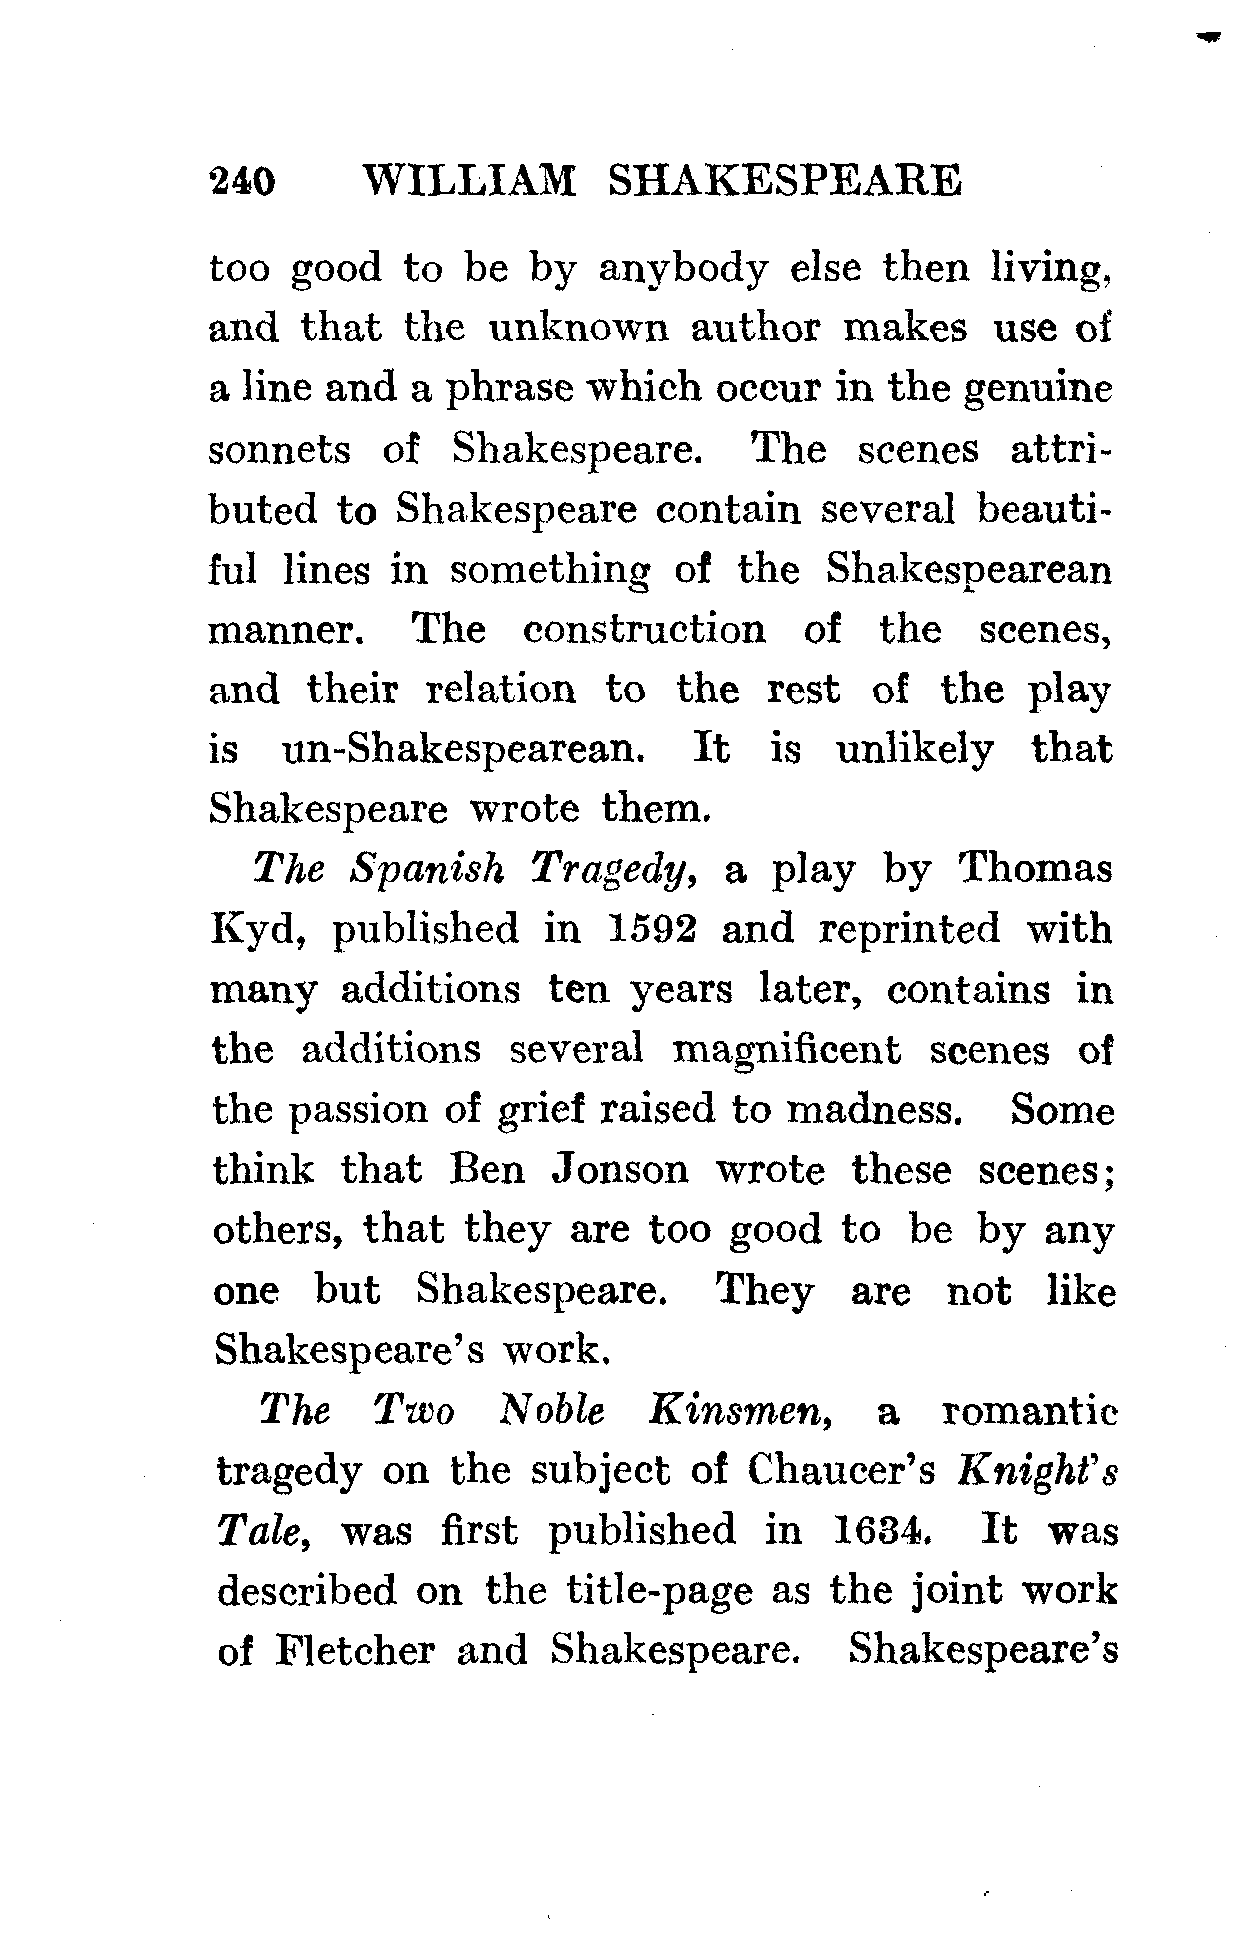 240 WILLIAM SHAKESPEARE
too good to be by anybody else then living,
and that the unknown author makes use of
a line and a phrase which occur in the genuine
sonnets of Shakespeare. The scenes attri-
buted to Shakespeare contain several beauti-
ful lines in something of the Shakespearean
manner. The construction of the scenes,
and their relation to the rest of the play
is un-Shakespearean. It is unlikely that
Shakespeare wrote them.
The Spanish Tragedy, a play by Thomas
Kyd, published in 1592 and reprinted with
many additions ten years later, contains in
the additions several magnificent scenes of
the passion of grief raised to madness. Some
think that Ben Jonson wrote these scenes;
others, that they are too good to be by any
one but Shakespeare. They are not like
Shakespeare's work.
The Two Noble Kinsmen, a romantic
tragedy on the subject of Chaucer's Knight's
Tale, was first published in 1634. It was
described on the title-page as the joint work
of Fletcher and Shakespeare. Shakespeare's